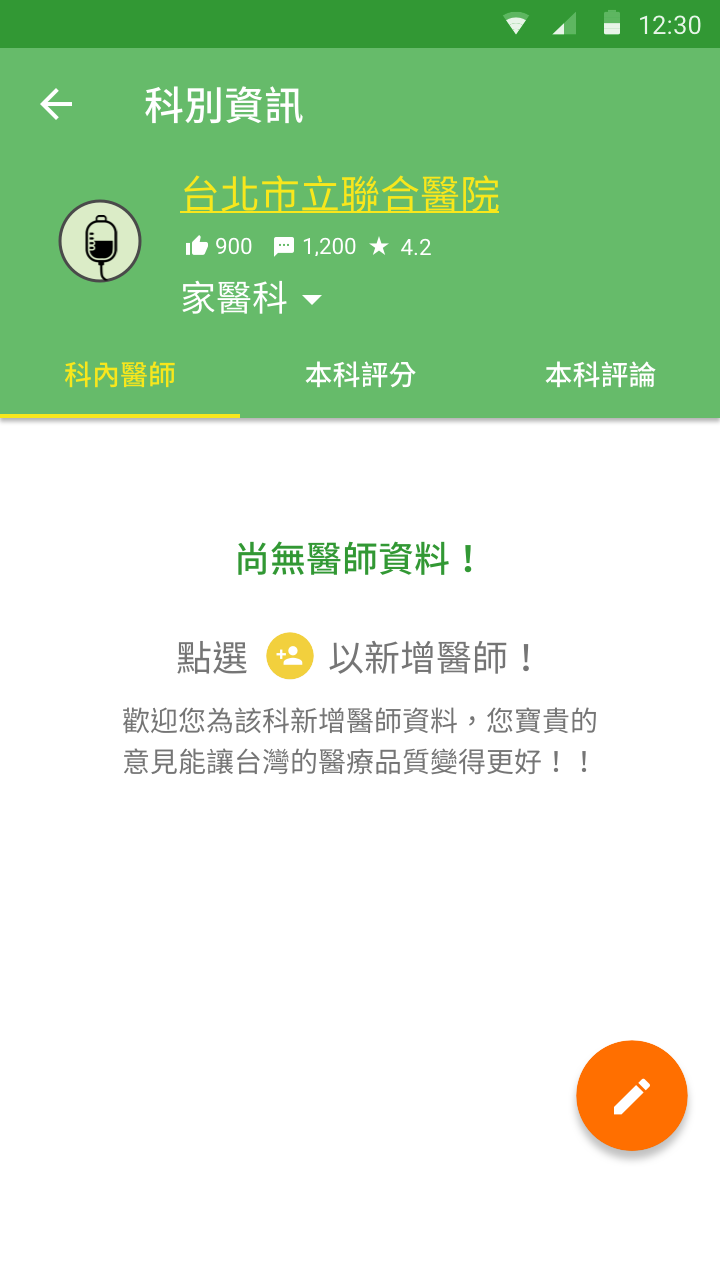 12:30
科別資訊
台北市立聯合醫院
900 1,200 4.2
家醫科
科內醫師 本科評分 本科評論
尚無醫師資料！
點選 以新增醫師！
歡迎您為該科新增醫師資料，您寶貴的
意見能讓台灣的醫療品質變得更好！！